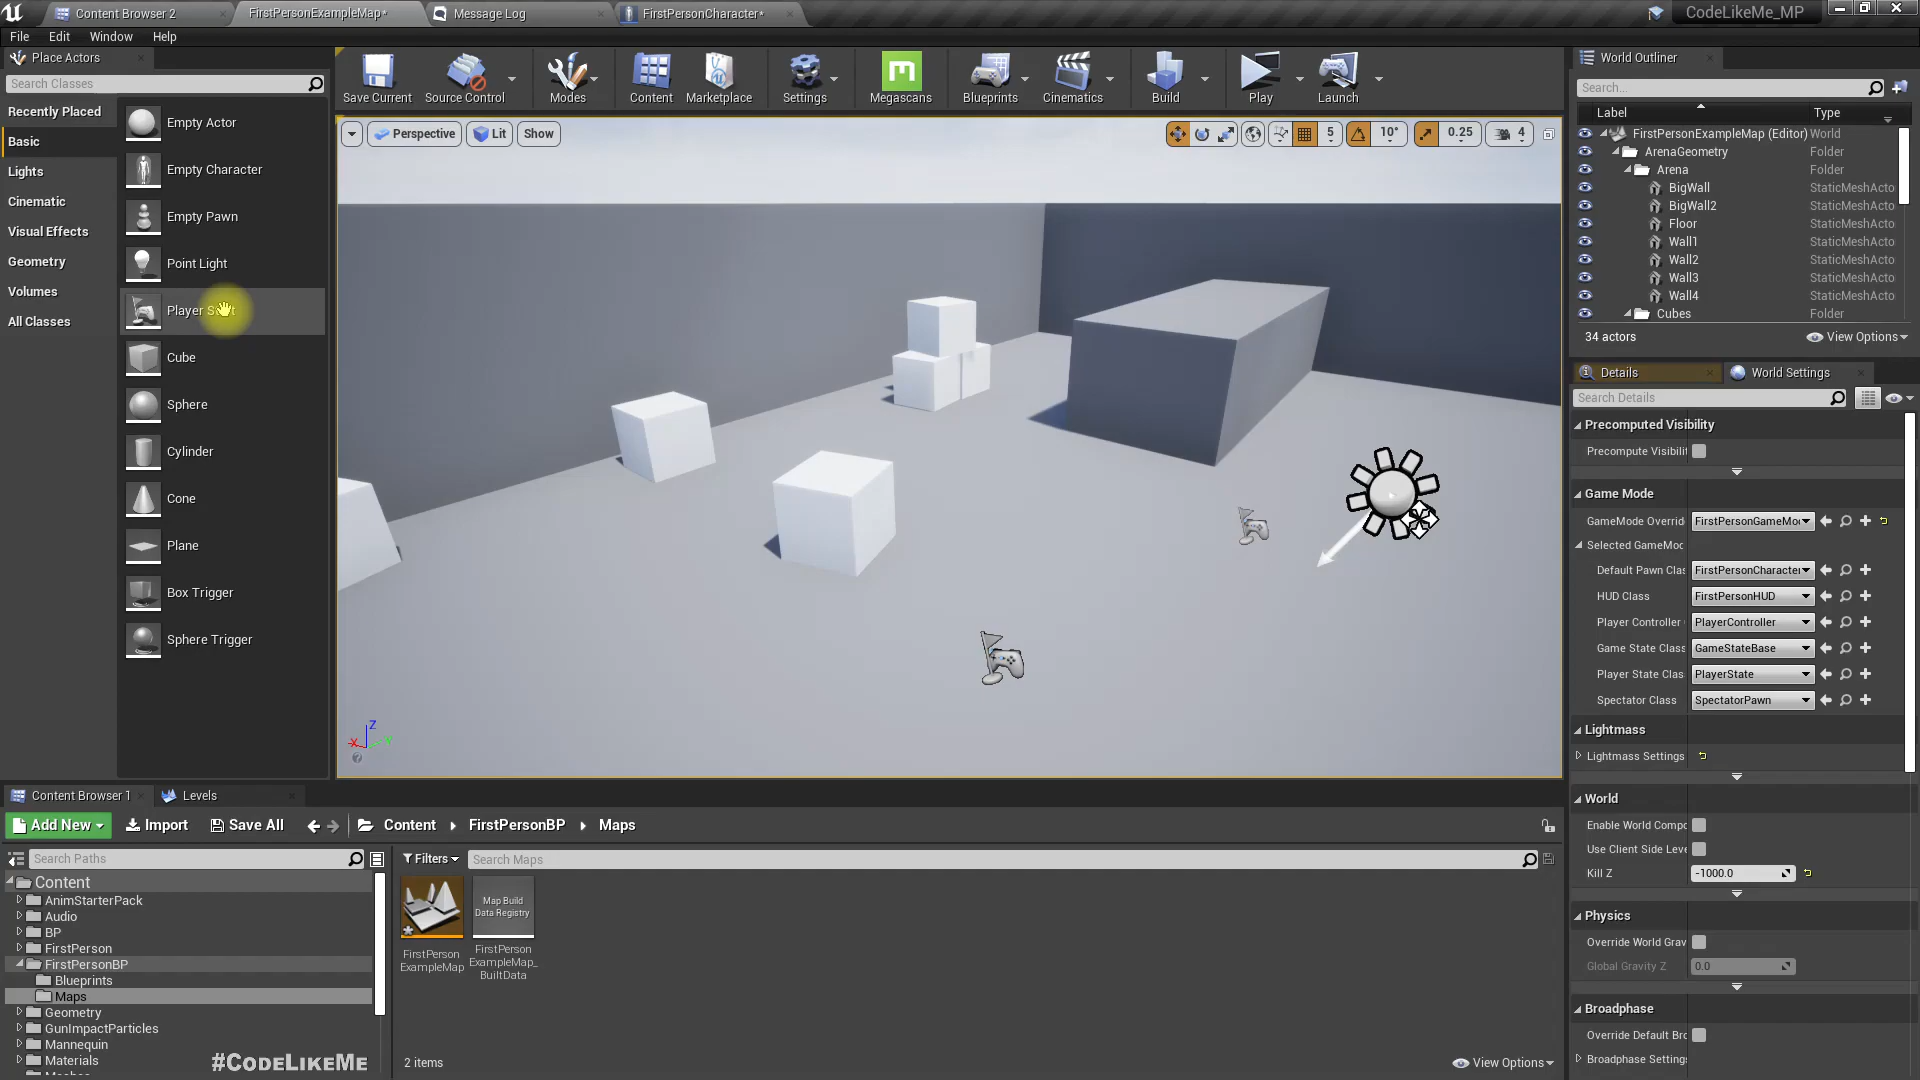 Content Browser 2
FirstPersonExampleMap*
Message Log
FirstPersonCharacter*
CodeLikeMe_MP
File Edit Window Help
Place Actors
Search Classes
Recently Placed
Basic
Lights
Cinematic
Visual Effects
Geometry
Volumes
All Classes
Empty Actor
Empty Character
Empty Pawn
Point Light
Player
Cube
Sphere
Cylinder
Cone
Plane
Box Trigger
Sphere Trigger
Save Current
Source Control
Modes
Content
Marketplace
Settings
Megascans
Blueprints
Cinematics
Build
Play
Launch
Perspective
Lit
Show
5
10°
0.25
4
Z
X
Y
World Outliner
Search...
Label Type
FirstPersonExampleMap (Editor) World
ArenaGeometry Folder
Arena Folder
BigWall StaticMeshActo
BigWall2 StaticMeshActo
Floor StaticMeshActo
Wall1 StaticMeshActo
Wall2 StaticMeshActo
Wall3 StaticMeshActo
Wall4 StaticMeshActo
Cubes Folder
34 actors
View Options
Details
World Settings
Search Details
Precomputed Visibility
Precompute Visibilit
Game Mode
GameMode Overrid FirstPersonGameMo
Selected GameMod
Default Pawn Clas FirstPersonCharacter
HUD Class FirstPersonHUD
Player Controller PlayerController
Game State Class GameStateBase
Player State Clas PlayerState
Spectator Class SpectatorPawn
Lightmass
Lightmass Settings
World
Enable World Compo
Use Client Side Leve
Kill Z -1000.0
Physics
Override World Grav
Global Gravity Z 0.0
Broadphase
Override Default Bro
Broadphase Settings
Content Browser 1
Levels
Add New
Import
Save All
Content FirstPersonBP Maps
Search Paths
Filters
Search Maps
Content
AnimStarterPack
Audio
BP
FirstPerson
FirstPersonBP
Blueprints
Maps
Geometry
GunImpactParticles
Mannequin
Materials
FirstPerson
ExampleMap
Map Build
Data Registry
FirstPerson
ExampleMap_
BuiltData
#CodeLikeMe
2 items
View Options